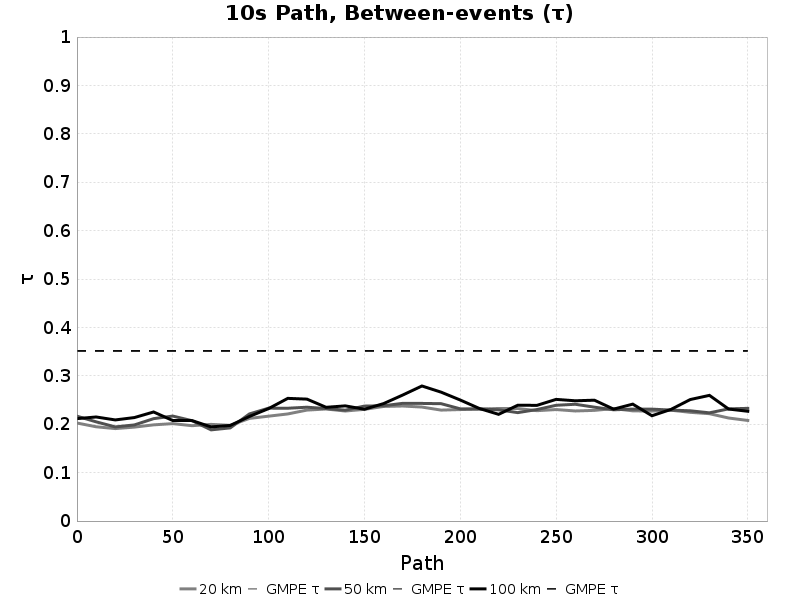 10s Path, Between-events (τ)
1
0.9
0.8
0.7
0.6
0.5
0.4
0.3
0.2
0.1
0
τ
0 50 100 150 200 250 300 350
Path
20 km GMPE τ 50 km GMPE τ 100 km GMPE τ